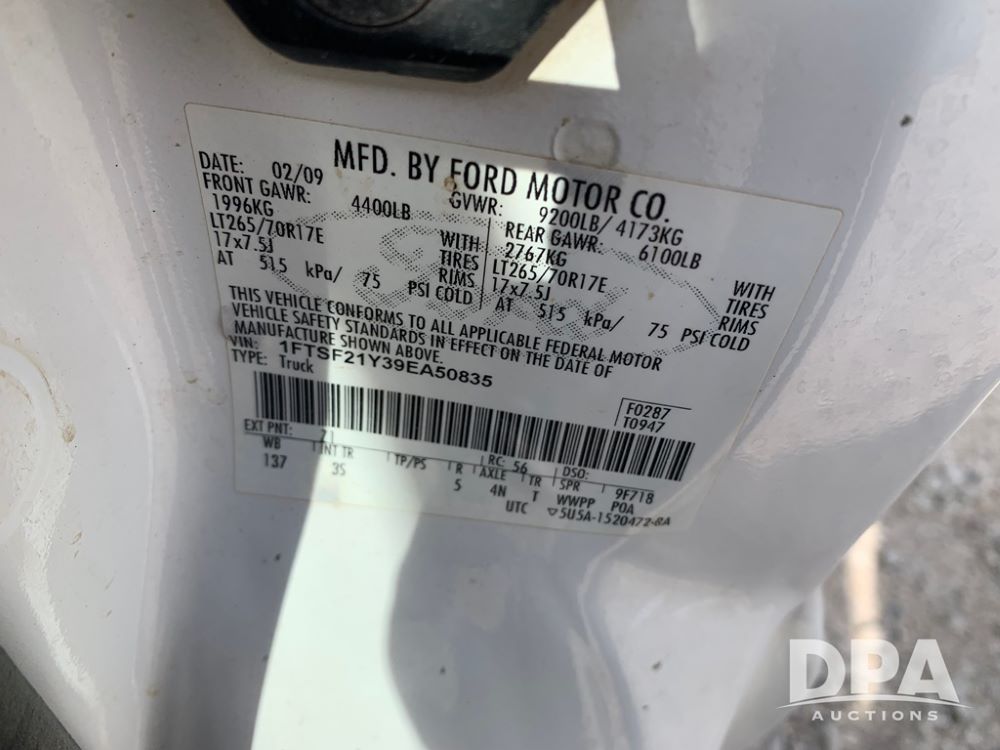 MFD. BY FORD MOTOR CO.
DATE: 02/09 GVWR: 9200LB/ 4173KG
FRONT GAWR: 4400LB REAR GAWR: 6100LB
1996KG WITH 2767KG WITH
LT265/70R17E TIRES LT265/70R17E TIRES
17x7.5J RIMS 17x7.5J RIMS
AT 515 kPa/ 75 PSI COLD AT 515 kPa/ 75 PSI COLD
THIS VEHICLE CONFORMS TO ALL APPLICABLE FEDERAL MOTOR
VEHICLE SAFETY STANDARDS IN EFFECT ON THE DATE OF
MANUFACTURE SHOWN ABOVE.
VIN: 1FTSF21Y39EA50835
TYPE: Truck
F0287
T0947
EXT PNT: Z RC: 56 DSO:
WB INT TR TP/PS R AXLE TR SPR 9F718
137 35 5 4N T WWPP POA
UTC ▽5U5A-1520472-BA
DPA
AUCTIONS